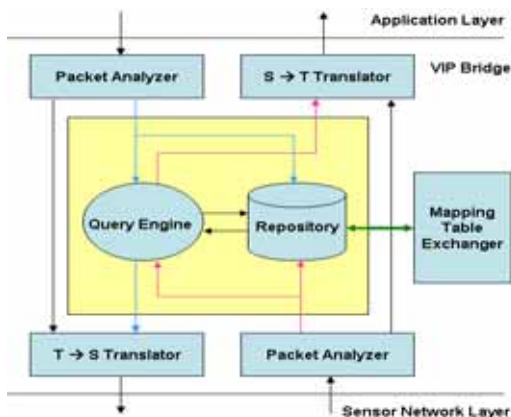 Application Layer
Packet Analyzer
S → T Translator
VIP Bridge
Query Engine
Repository
Mapping
Table
Exchanger
T → S Translator
Packet Analyzer
Sensor Network Layer